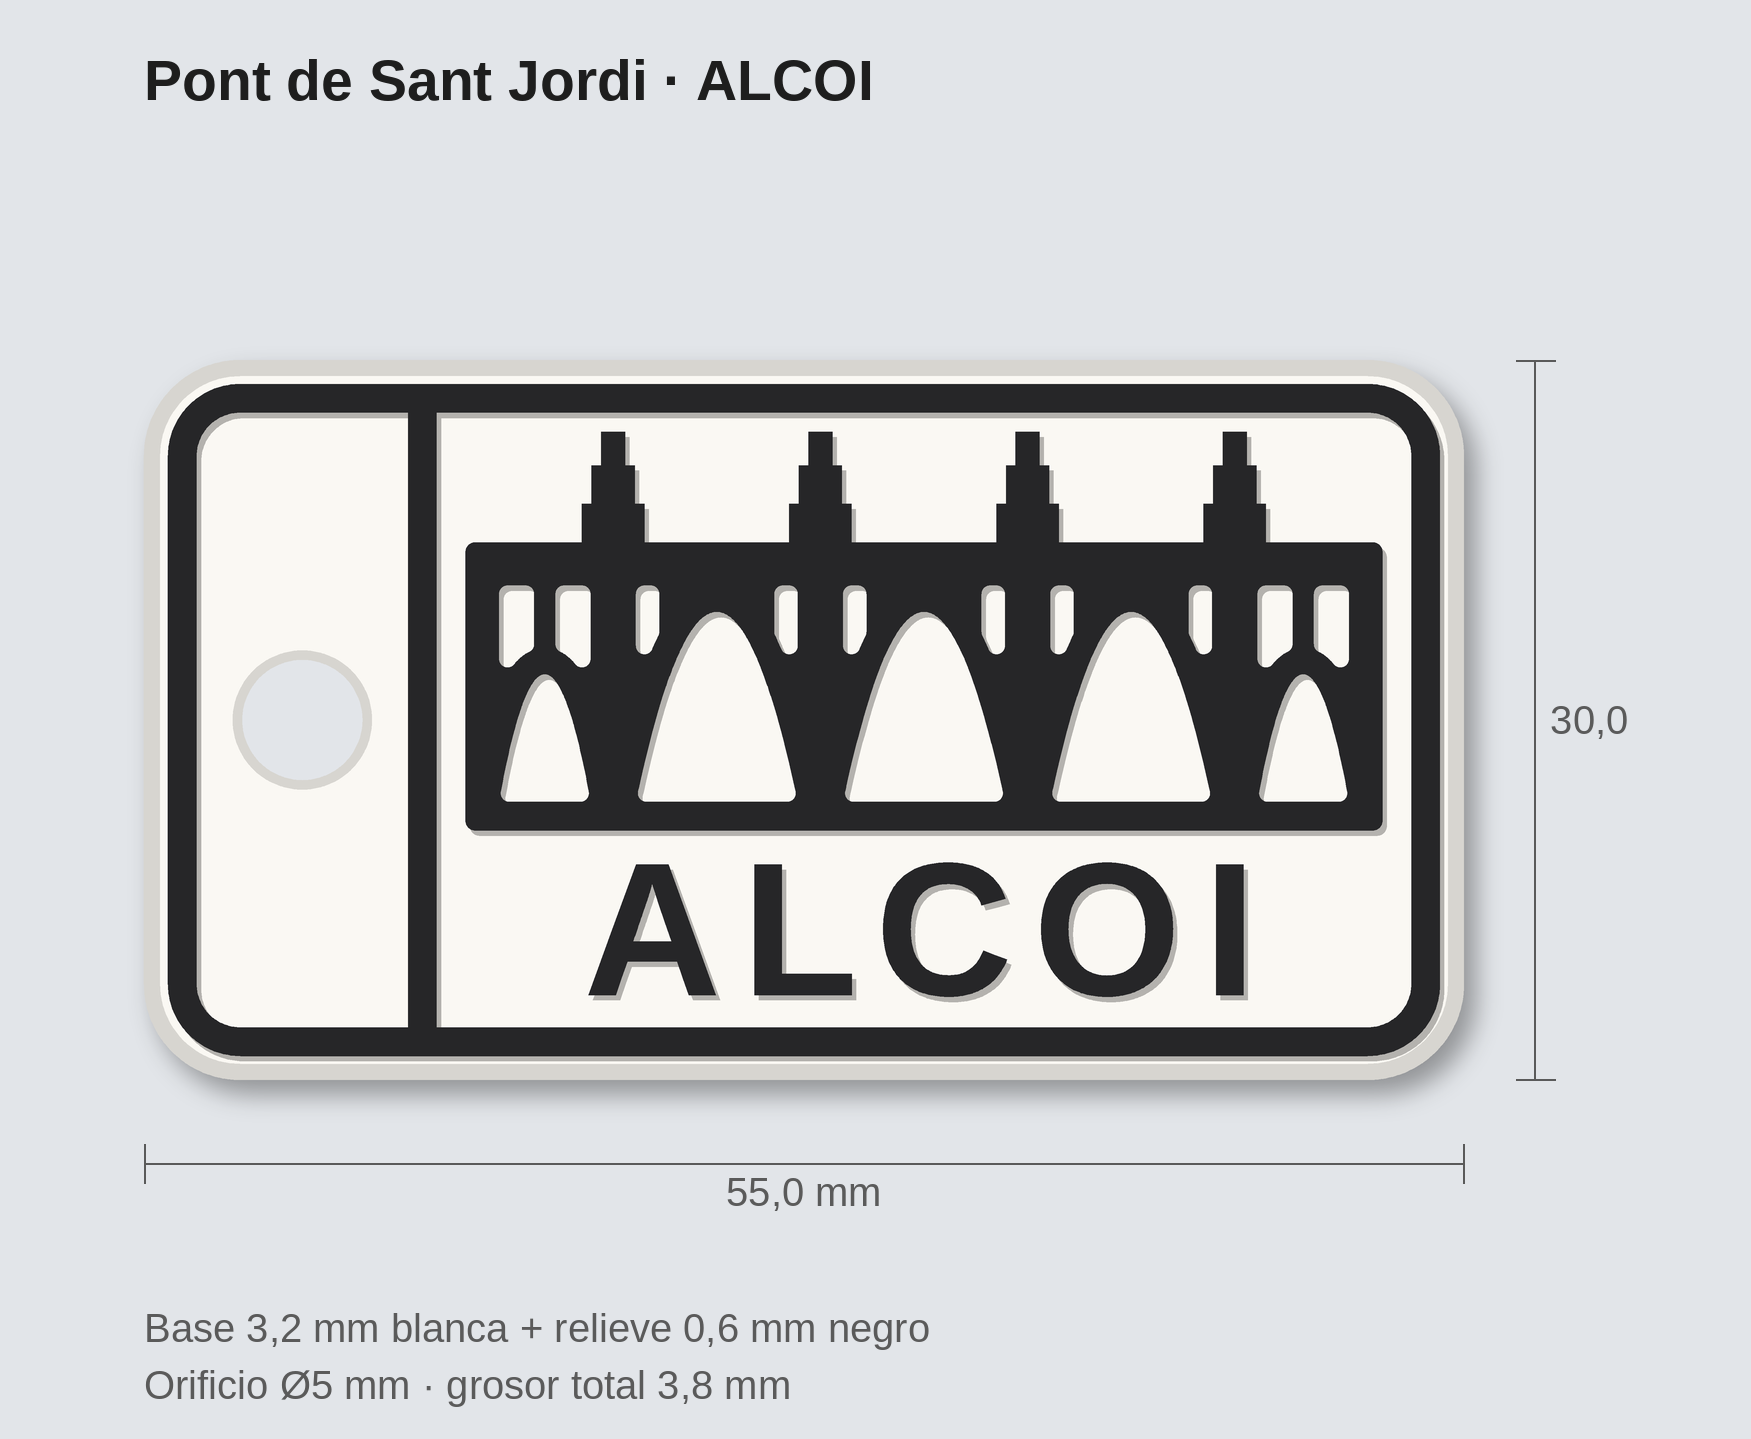 Pont de Sant Jordi · ALCOI
ALCOI
30,0
55,0 mm
Base 3,2 mm blanca + relieve 0,6 mm negro
Orificio Ø5 mm · grosor total 3,8 mm